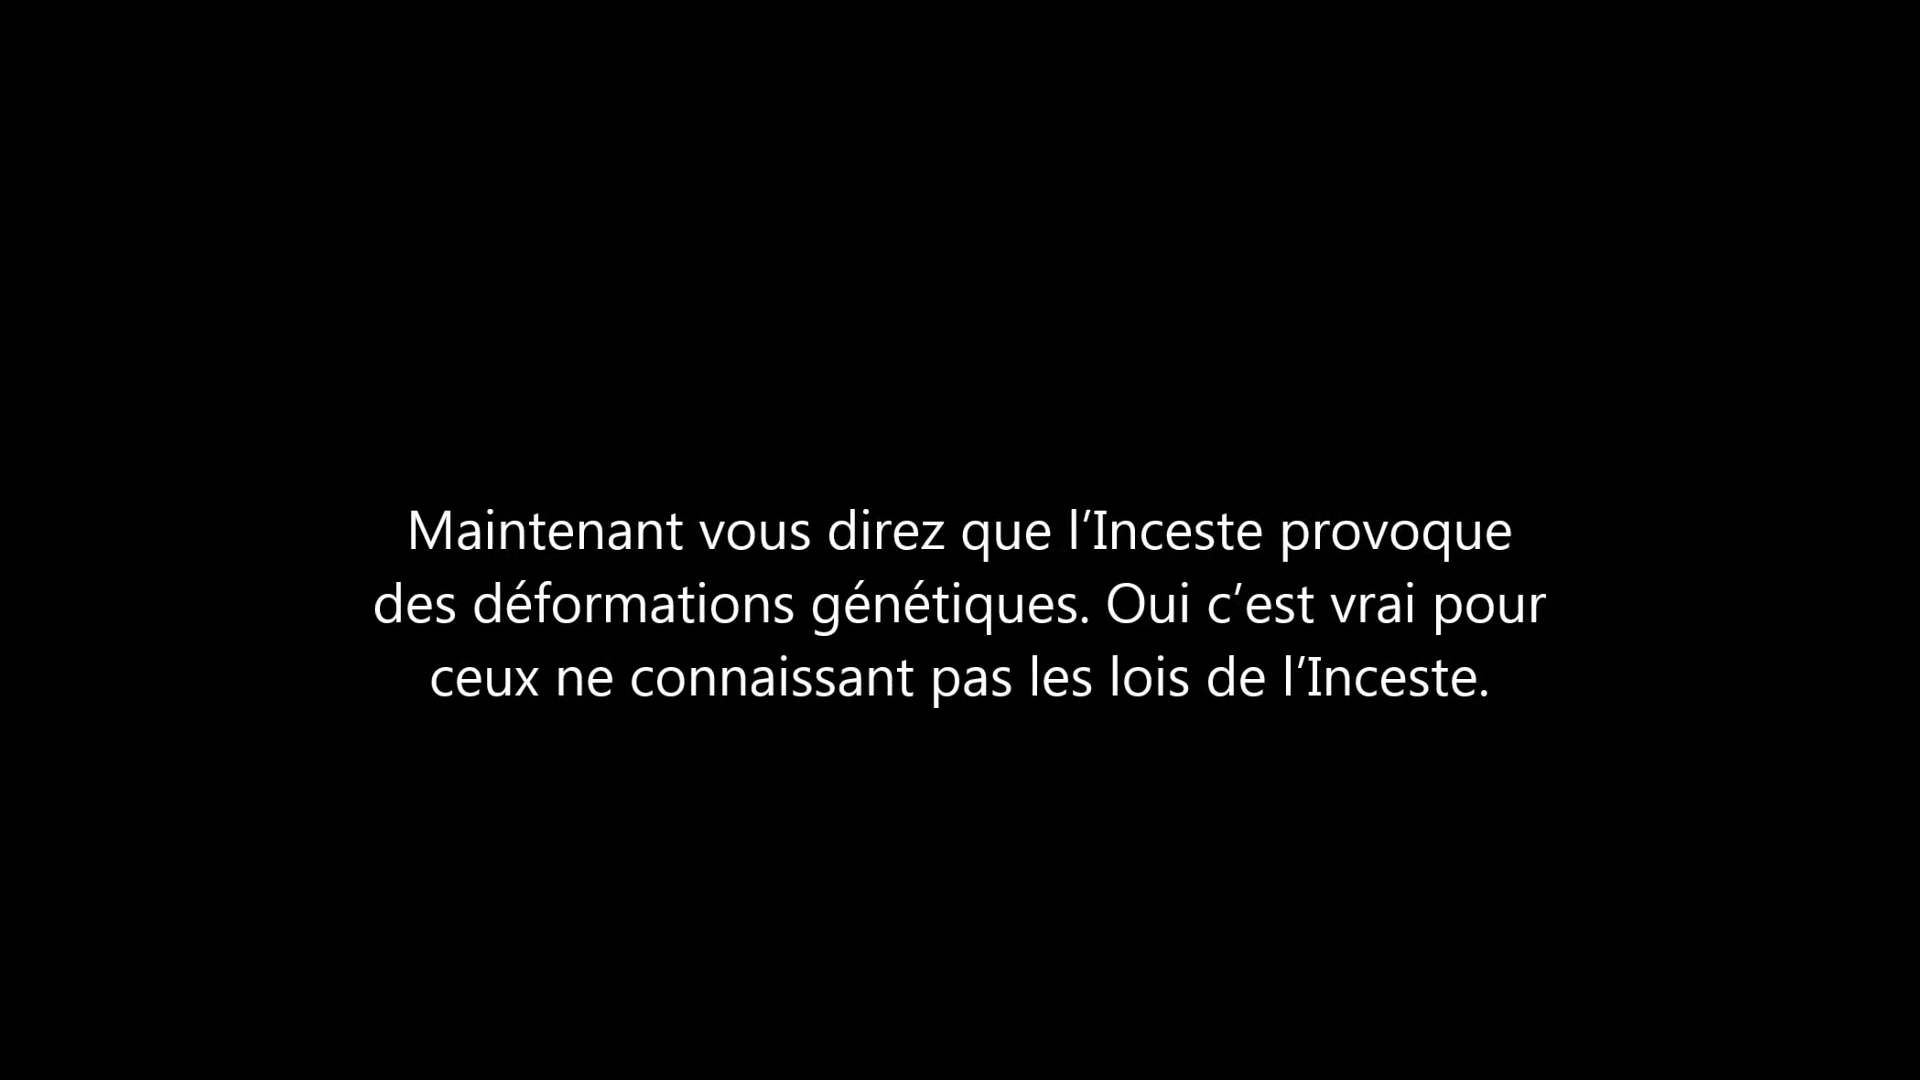 Maintenant vous direz que l’Inceste provoque
des déformations génétiques. Oui c’est vrai pour
ceux ne connaissant pas les lois de l’Inceste.